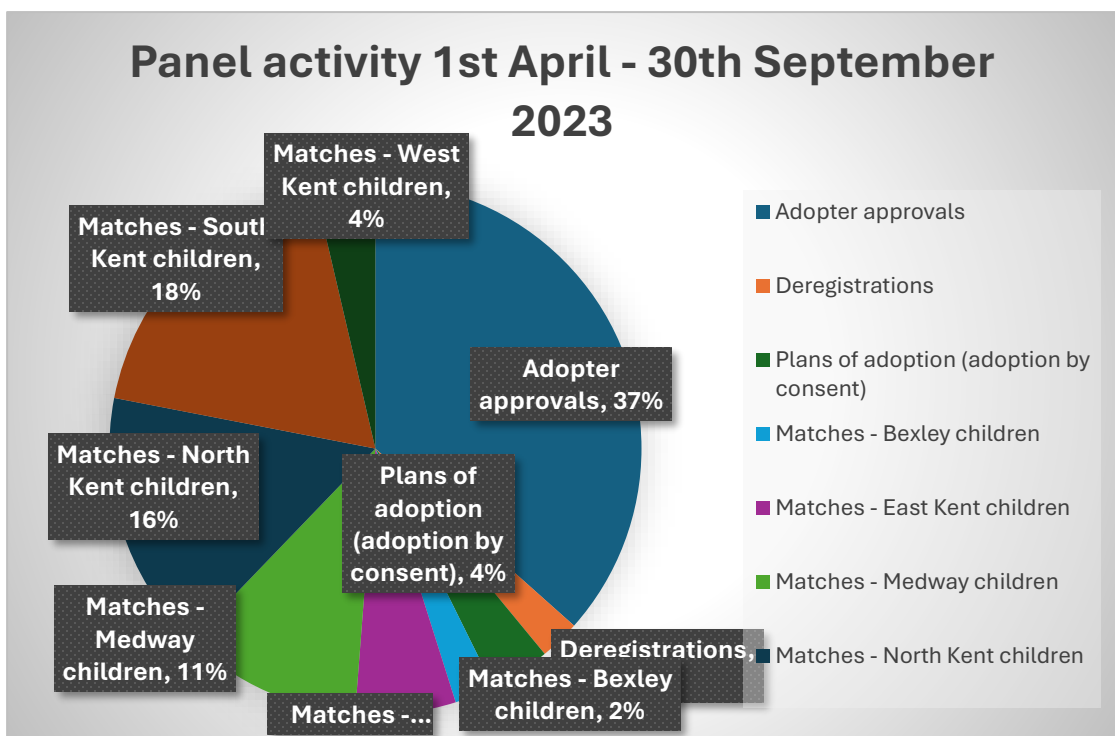 Panel activity 1st April - 30th September
2023
Matches - West
Kent children,
4%
Matches - South
Kent children,
18%
Adopter
approvals, 37%
Matches - North
Kent children,
16%
Plans of
adoption
(adoption by
consent), 4%
Matches -
Medway
children, 11%
Deregistrations,
Matches - Bexley
children, 2%
Matches -...
Adopter approvals
Deregistrations
Plans of adoption (adoption by
consent)
Matches - Bexley children
Matches - East Kent children
Matches - Medway children
Matches - North Kent children